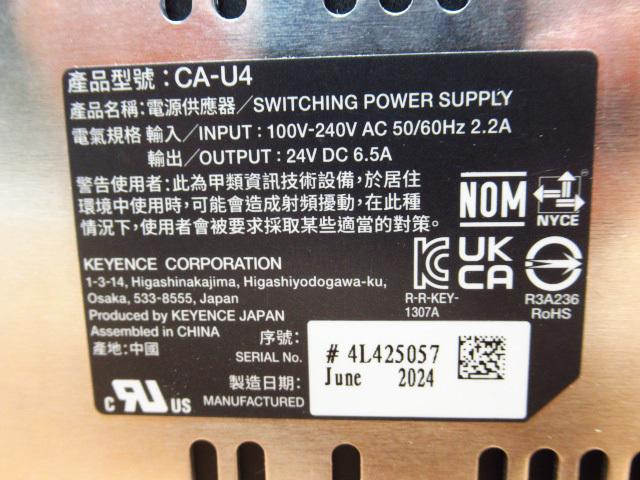 產品型號：CA-U4
產品名稱：電源供應器／SWITCHING POWER SUPPLY
電氣規格 輸入／INPUT : 100V-240V AC 50/60Hz 2.2A
輸出／OUTPUT : 24V DC 6.5A
警告使用者：此為甲類資訊技術設備，於居住
環境中使用時，可能會造成射頻擾動，在此種
情況下，使用者會被要求採取某些適當的對策。
NOM
NYCE
KEYENCE CORPORATION
1-3-14, Higashinakajima, Higashiyodogawa-ku,
Osaka, 533-8555, Japan
Produced by KEYENCE JAPAN
Assembled in CHINA
產地：中國
UK
CA
R-R-KEY-
1307A
R3A236
RoHS
序號：
SERIAL No.
# 4L425057
製造日期：
MANUFACTURED
June 2024
c RU US